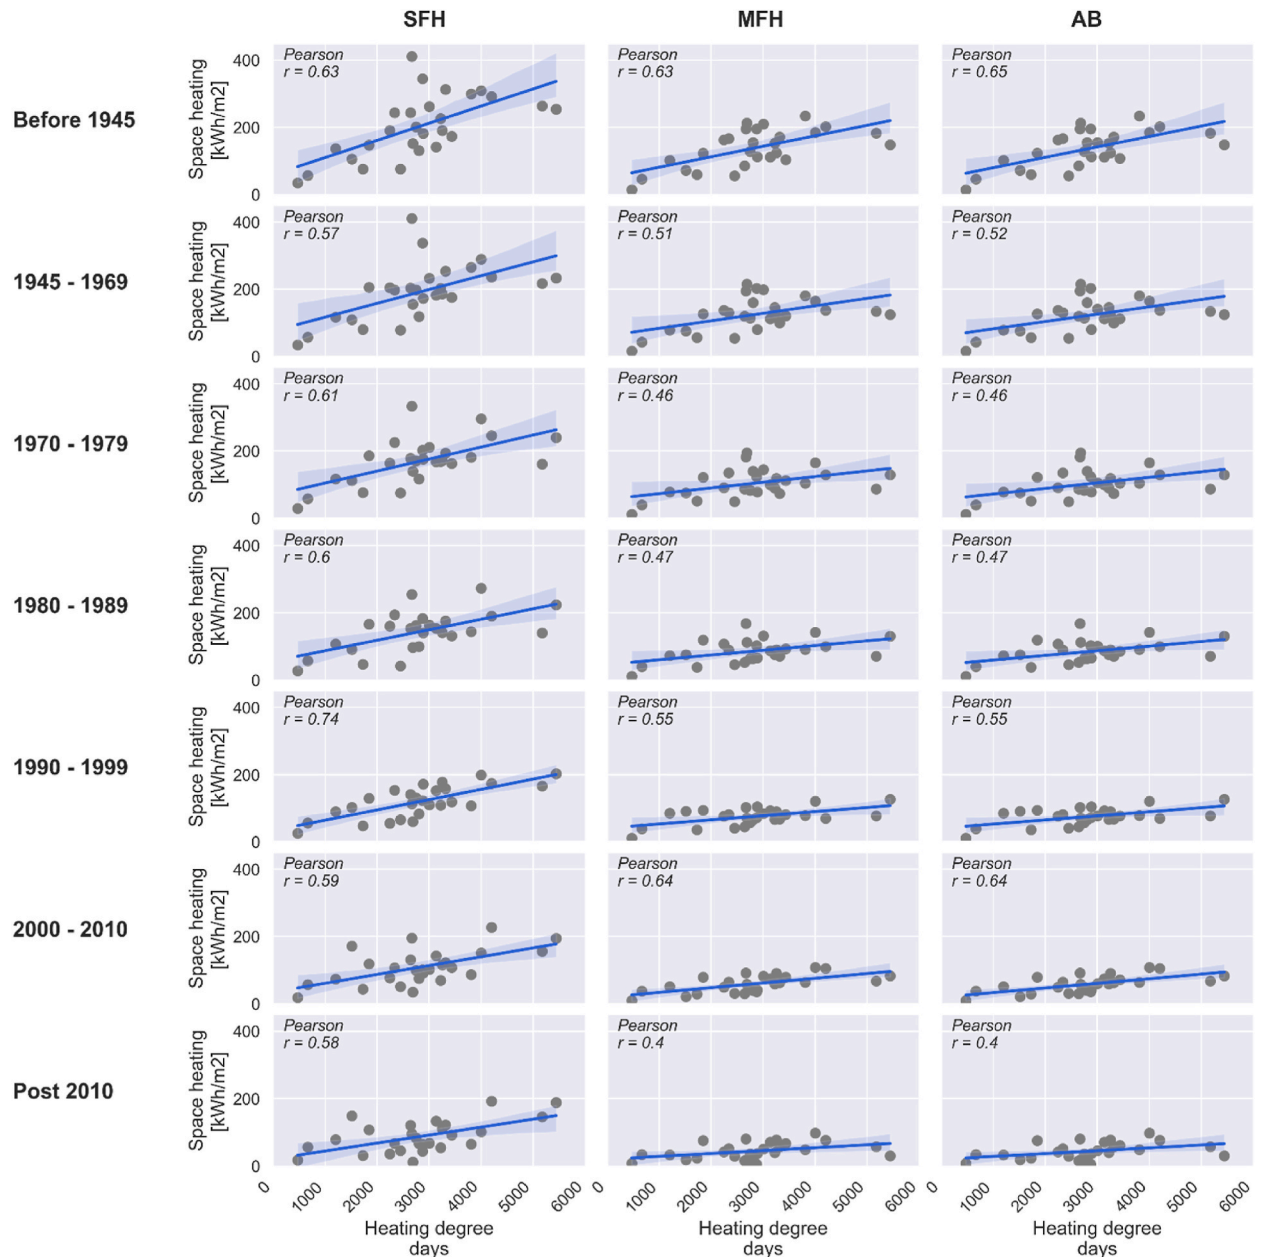 SFH MFH AB
Before 1945
Space heating
[kWh/m2]
400
200
0
Pearson
r = 0.63
Pearson
r = 0.63
Pearson
r = 0.65
1945 - 1969
Space heating
[kWh/m2]
400
200
0
Pearson
r = 0.57
Pearson
r = 0.51
Pearson
r = 0.52
1970 - 1979
Space heating
[kWh/m2]
400
200
0
Pearson
r = 0.61
Pearson
r = 0.46
Pearson
r = 0.46
1980 - 1989
Space heating
[kWh/m2]
400
200
0
Pearson
r = 0.6
Pearson
r = 0.47
Pearson
r = 0.47
1990 - 1999
Space heating
[kWh/m2]
400
200
0
Pearson
r = 0.74
Pearson
r = 0.55
Pearson
r = 0.55
2000 - 2010
Space heating
[kWh/m2]
400
200
0
Pearson
r = 0.59
Pearson
r = 0.64
Pearson
r = 0.64
Post 2010
Space heating
[kWh/m2]
400
200
0
Pearson
r = 0.58
Pearson
r = 0.4
Pearson
r = 0.4
0 1000 2000 3000 4000 5000 6000
0 1000 2000 3000 4000 5000 6000
0 1000 2000 3000 4000 5000 6000
Heating degree
days
Heating degree
days
Heating degree
days